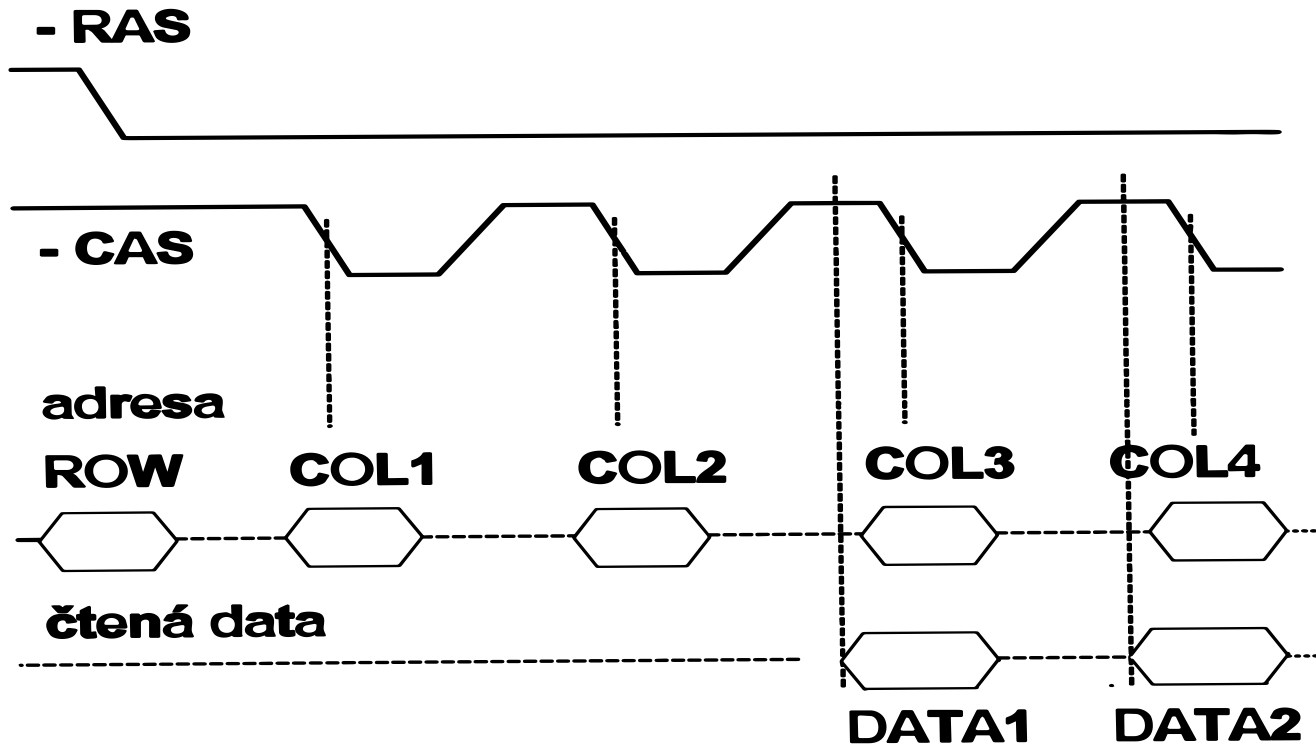 - RAS
- CAS
adresa
ROW COL1 COL2 COL3 COL4
čtená data
DATA1 DATA2